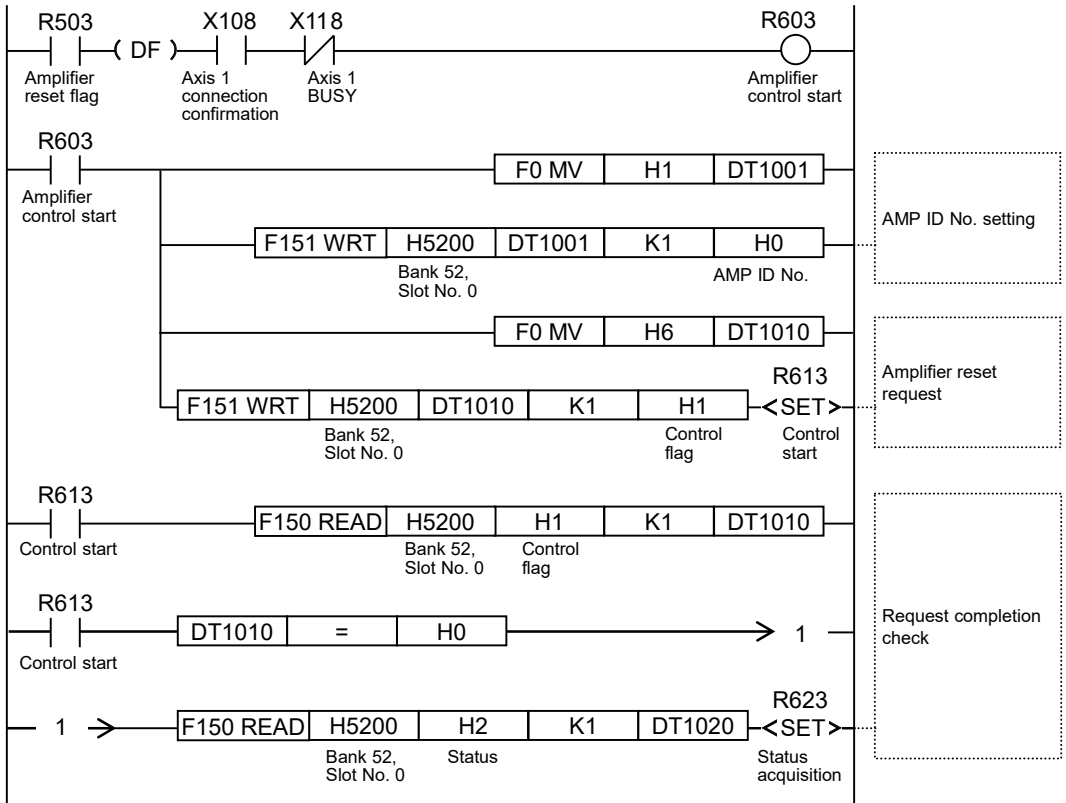 R503 X108 X118 R603
( DF )
Amplifier
reset flag
Axis 1
connection
confirmation
Axis 1
BUSY
Amplifier
control start
R603
Amplifier
control start
F0 MV H1 DT1001
AMP ID No. setting
F151 WRT H5200 DT1001 K1 H0
Bank 52,
Slot No. 0
AMP ID No.
F0 MV H6 DT1010
Amplifier reset
request
R613
F151 WRT H5200 DT1010 K1 H1 <SET>
Bank 52,
Slot No. 0
Control
flag
Control
start
R613
Control start
F150 READ H5200 H1 K1 DT1010
Bank 52,
Slot No. 0
Control
flag
R613
Control start
DT1010 = H0 1
Request completion
check
R623
1 F150 READ H5200 H2 K1 DT1020 <SET>
Bank 52,
Slot No. 0
Status
Status
acquisition